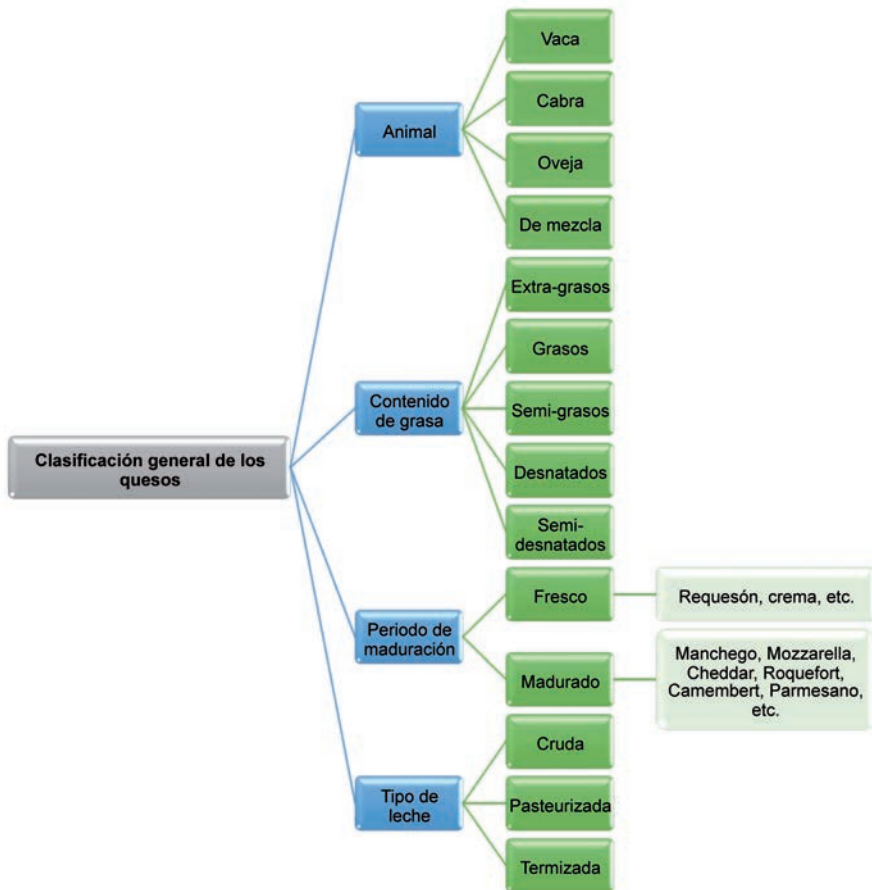 Clasificación general de los
quesos
Animal
Vaca
Cabra
Oveja
De mezcla
Contenido
de grasa
Extra-grasos
Grasos
Semi-grasos
Desnatados
Semi-
desnatados
Periodo de
maduración
Fresco
Requesón, crema, etc.
Madurado
Manchego, Mozzarella,
Cheddar, Roquefort,
Camembert, Parmesano,
etc.
Tipo de
leche
Cruda
Pasteurizada
Termizada